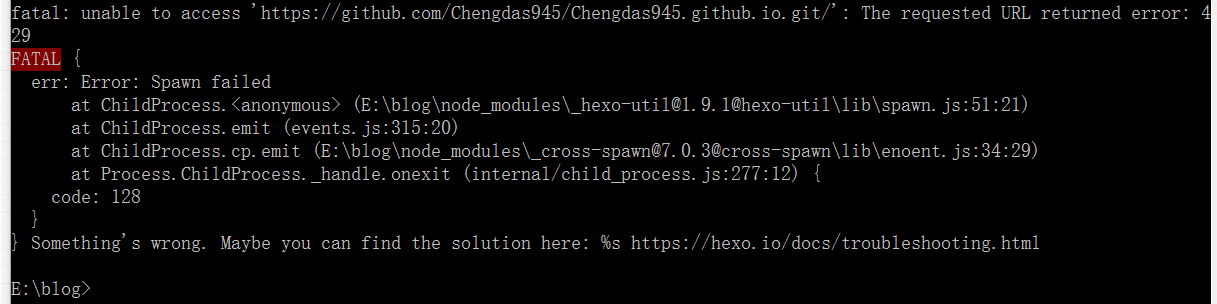 fatal: unable to access 'https://github.com/Chengdas945/Chengdas945.github.io.git/': The requested URL returned error: 4
29
FATAL {
err: Error: Spawn failed
at ChildProcess.<anonymous> (E:\blog\node_modules\_hexo-util@1.9.1@hexo-util\lib\spawn.js:51:21)
at ChildProcess.emit (events.js:315:20)
at ChildProcess.cp.emit (E:\blog\node_modules\_cross-spawn@7.0.3@cross-spawn\lib\enoent.js:34:29)
at Process.ChildProcess._handle.onexit (internal/child_process.js:277:12) {
code: 128
}
} Something's wrong. Maybe you can find the solution here: %s https://hexo.io/docs/troubleshooting.html
E:\blog>